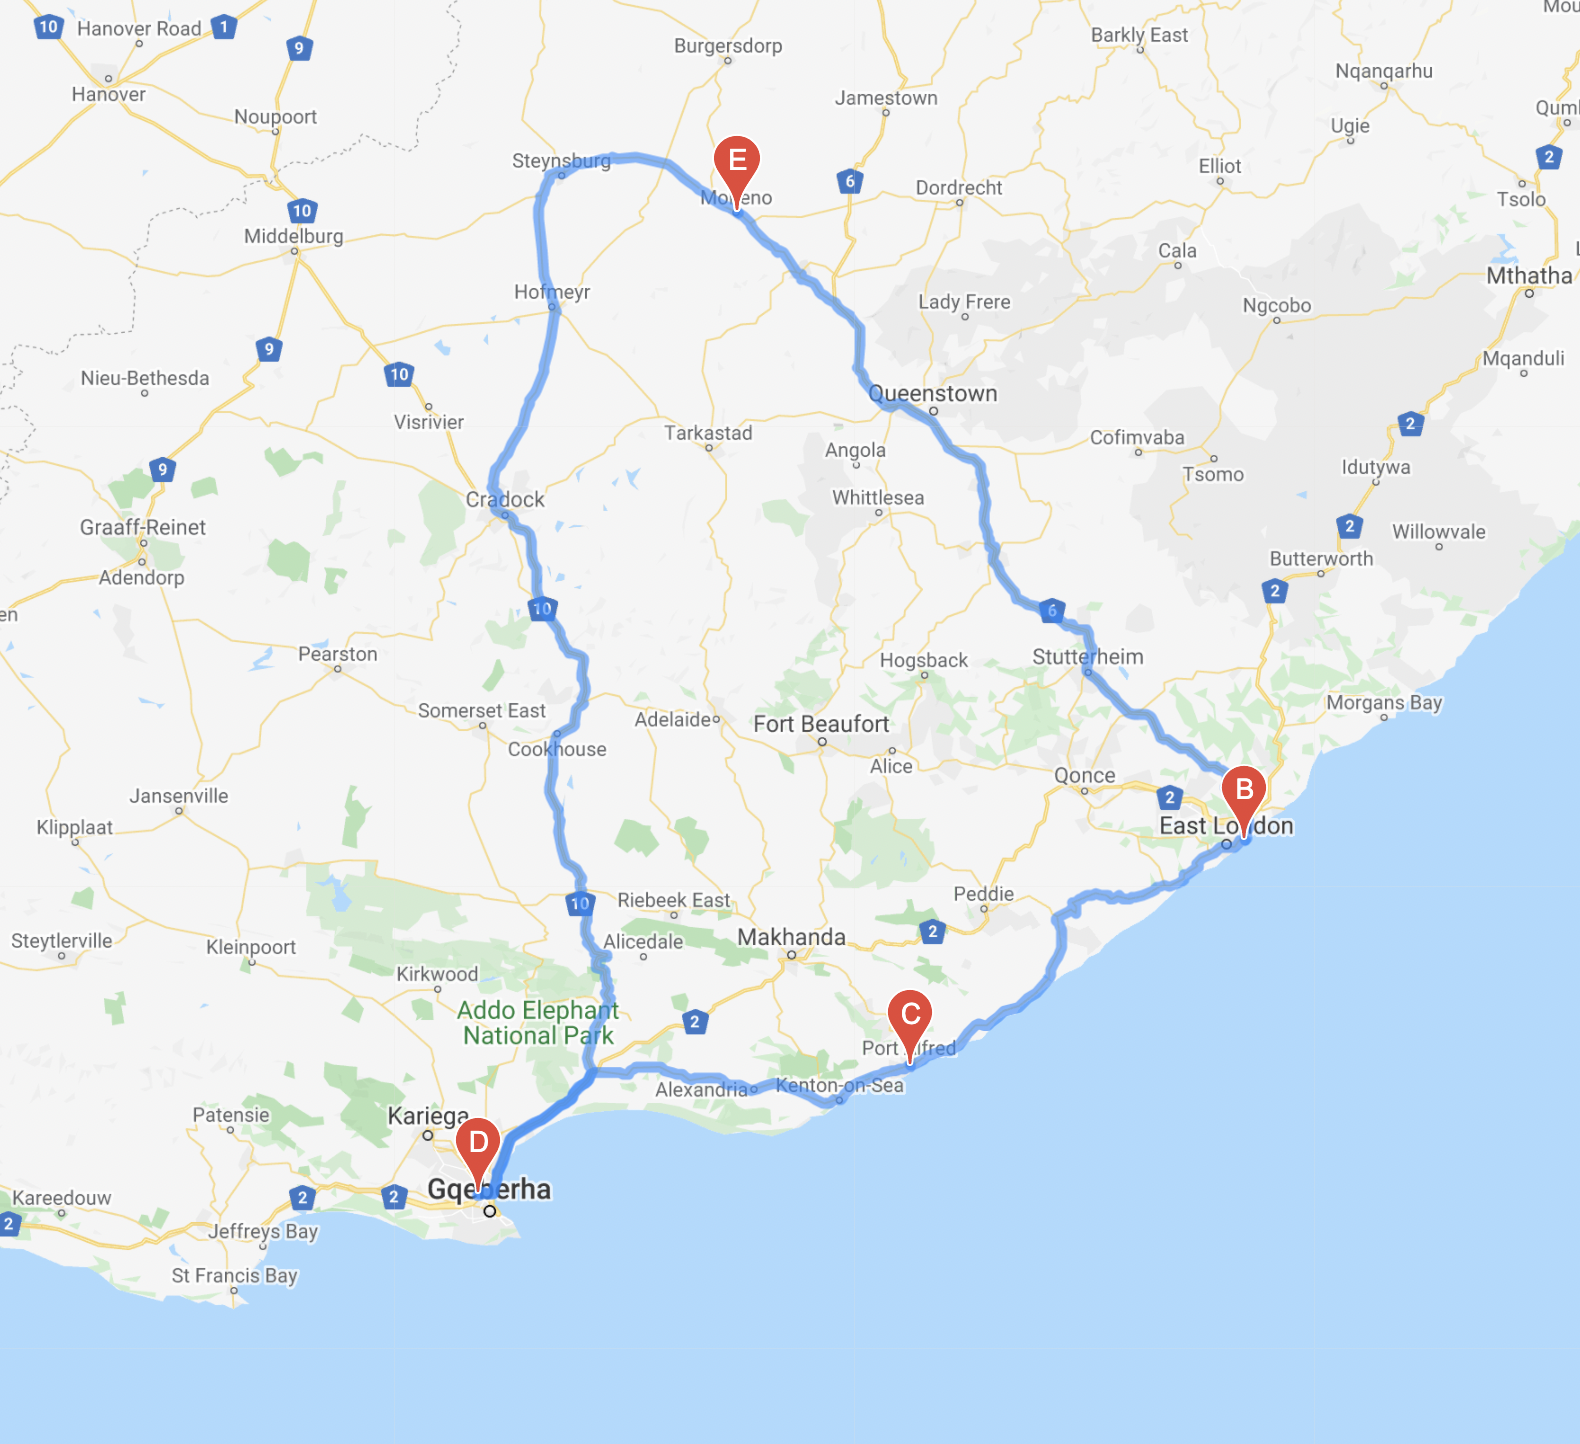 10
Hanover Road
1
9
Burgersdorp
Barkly East
Hanover
Nqanqarhu
Jamestown
Noupoort
Ugie
Steynsburg
E
2
Elliot
6
Dordrecht
Tsolo
10
Middelburg
Cala
Mthatha
Hofmeyr
Lady Frere
Ngcobo
9
Mqanduli
10
Nieu-Bethesda
Queenstown
Visrivier
2
Tarkastad
Cofimvaba
Angola
9
Idutywa
Tsomo
Cradock
Whittlesea
Graaff-Reinet
2
Willowvale
Butterworth
Adendorp
2
10
6
Pearston
Hogsback
Stutterheim
Morgans Bay
Somerset East
Adelaide
Fort Beaufort
Cookhouse
Alice
Qonce
B
Jansenville
2
Klipplaat
East London
Peddie
Riebeek East
10
Steytlerville
Kleinpoort
Alicedale
Makhanda
2
Kirkwood
Addo Elephant
National Park
C
2
Port Alfred
Alexandria
Kenton-on-Sea
Patensie
Kariega
D
Gqeberha
Kareedouw
2
2
2
Jeffreys Bay
St Francis Bay